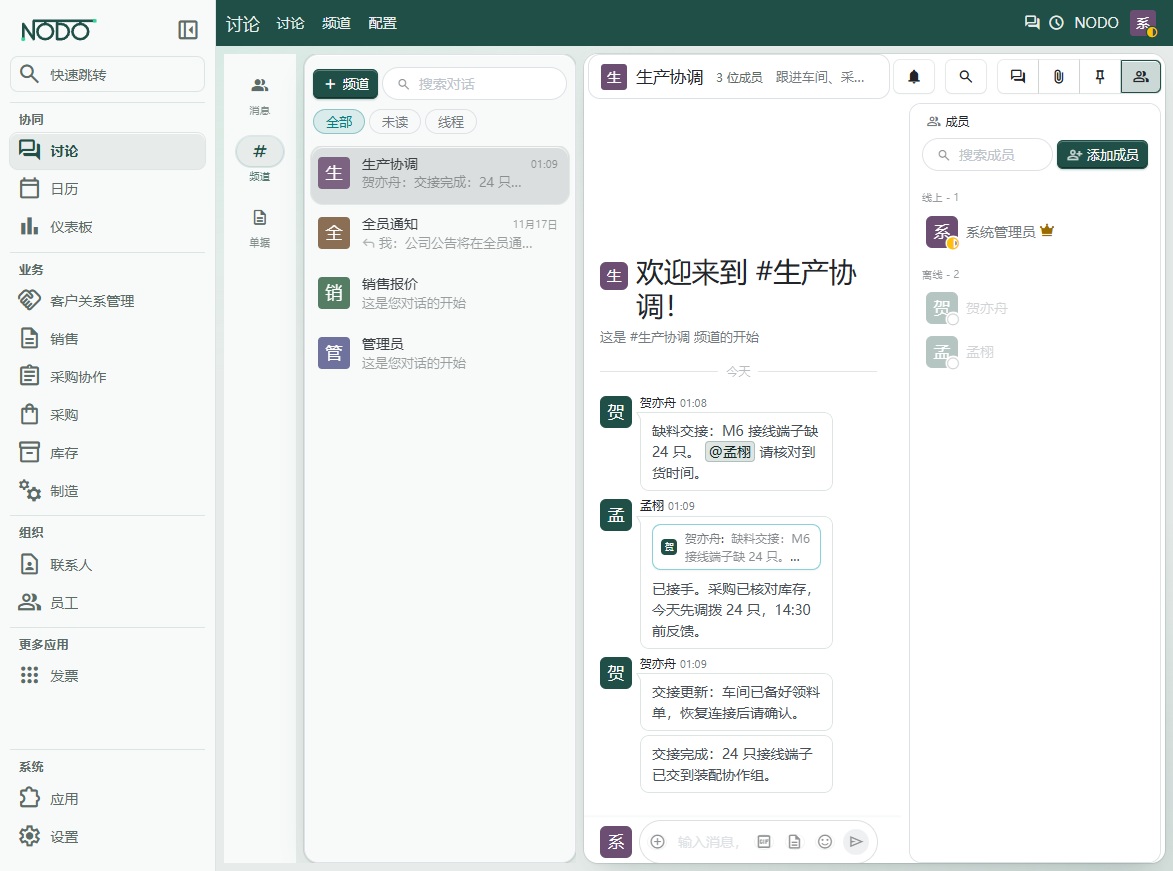 NODO
快速跳转
协同
讨论
日历
仪表板
业务
客户关系管理
销售
采购协作
采购
库存
制造
组织
联系人
员工
更多应用
发票
系统
应用
设置
讨论 讨论 频道 配置
NODO 系
消息
频道
单据
+ 频道 搜索对话
全部 未读 线程
生 生产协调 01:09
贺亦舟: 交接完成：24 只...
全 全员通知 11月17日
我: 公司公告将在全员通...
销 销售报价
这是您对话的开始
管 管理员
这是您对话的开始
生 生产协调 3 位成员 跟进车间、采...
生 欢迎来到 #生产协
调！
这是 #生产协调 频道的开始
今天
贺 贺亦舟 01:08
缺料交接：M6 接线端子缺
24 只。 @孟栩 请核对到
货时间。
孟 孟栩 01:09
贺 贺亦舟: 缺料交接：M6
接线端子缺 24 只。...
已接手。采购已核对库存，
今天先调拨 24 只，14:30
前反馈。
贺 贺亦舟 01:09
交接更新：车间已备好领料
单，恢复连接后请确认。
交接完成：24 只接线端子
已交到装配协作组。
系 输入消息， GIF
成员
搜索成员 添加成员
线上 - 1
系 系统管理员
离线 - 2
贺 贺亦舟
孟 孟栩